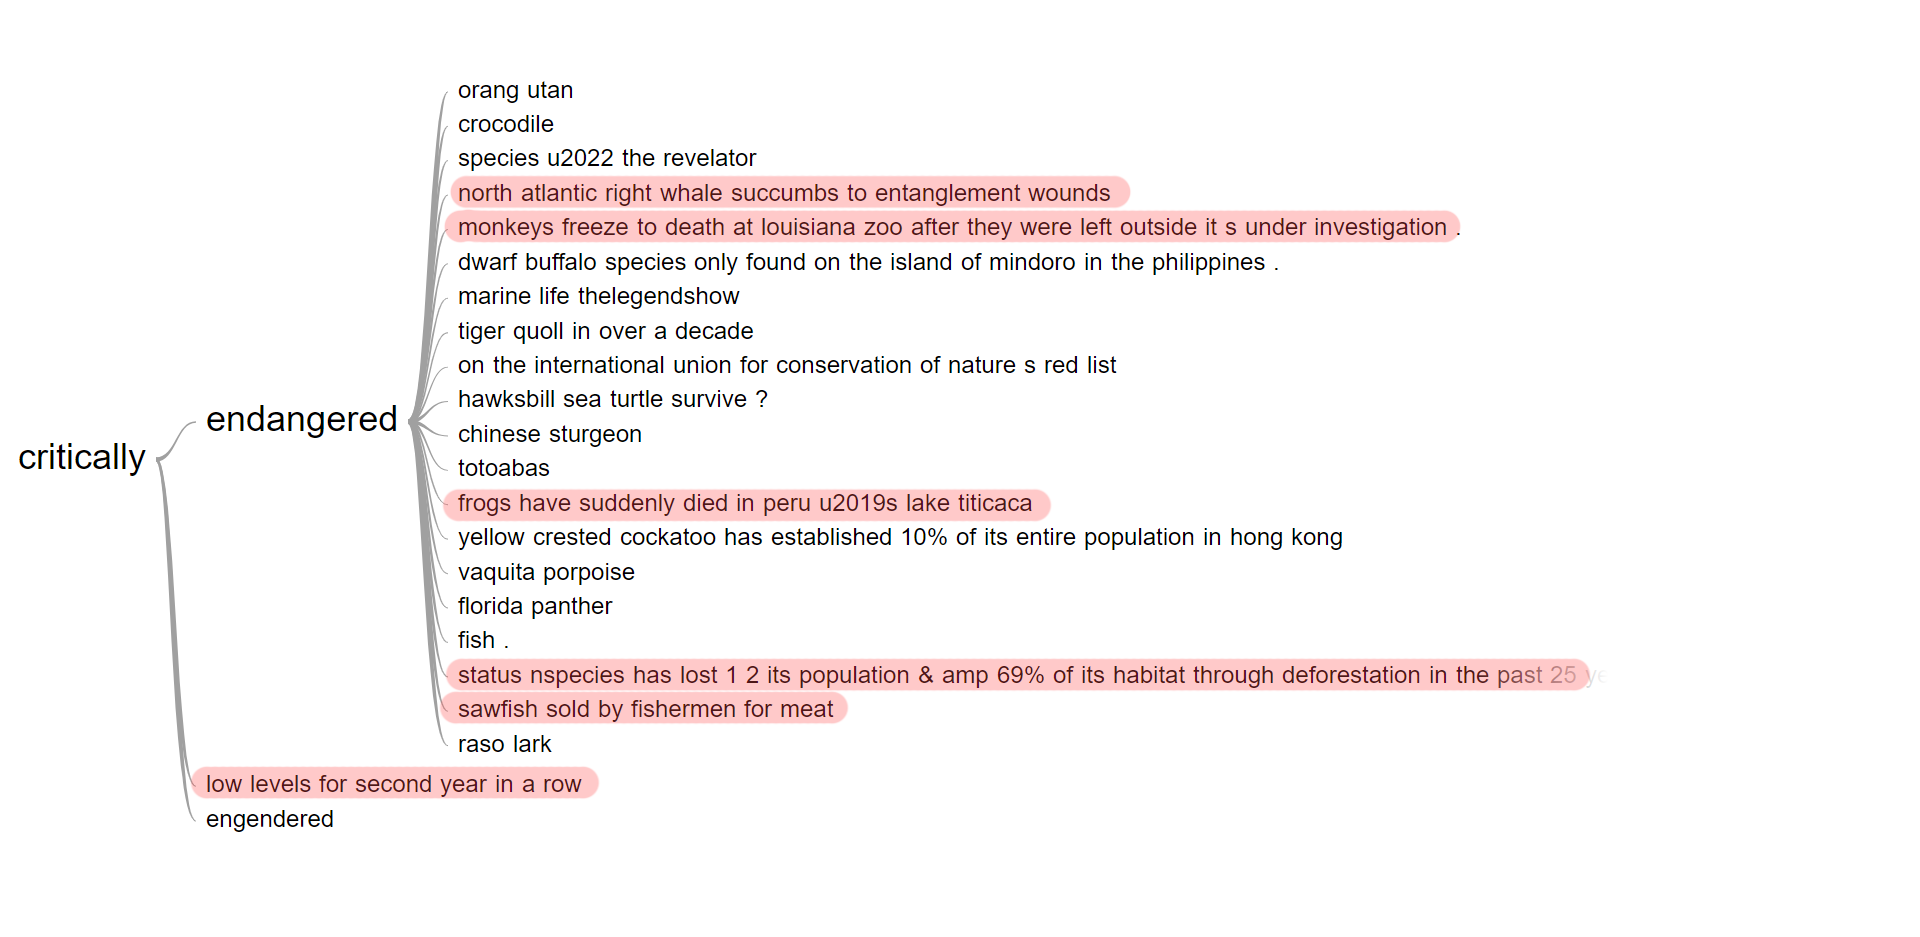 critically
endangered
orang utan
crocodile
species u2022 the revelator
north atlantic right whale succumbs to entanglement wounds
monkeys freeze to death at louisiana zoo after they were left outside it s under investigation .
dwarf buffalo species only found on the island of mindoro in the philippines .
marine life thelegendshow
tiger quoll in over a decade
on the international union for conservation of nature s red list
hawksbill sea turtle survive ?
chinese sturgeon
totoabas
frogs have suddenly died in peru u2019s lake titicaca
yellow crested cockatoo has established 10% of its entire population in hong kong
vaquita porpoise
florida panther
fish .
status nspecies has lost 1 2 its population & amp 69% of its habitat through deforestation in the past 25
sawfish sold by fishermen for meat
raso lark
low levels for second year in a row
engendered